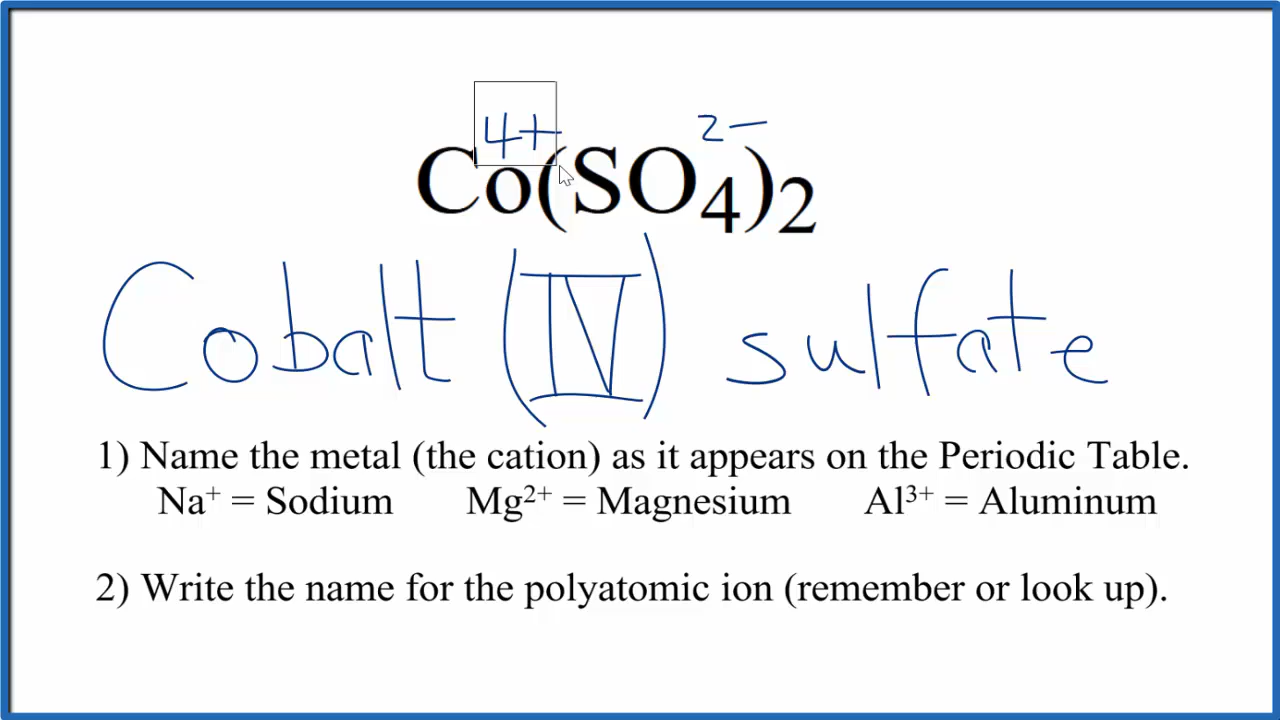 4+ 2−
Co(SO4)2
Cobalt (IV) sulfate
1) Name the metal (the cation) as it appears on the Periodic Table.
Na+ = Sodium Mg2+ = Magnesium Al3+ = Aluminum
2) Write the name for the polyatomic ion (remember or look up).